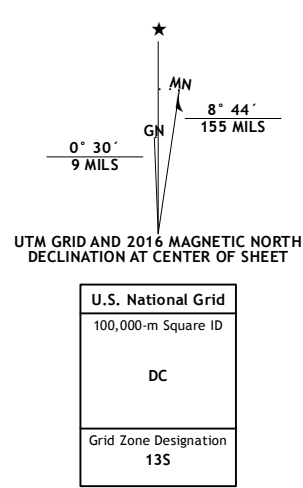 ★
MN
GN
8° 44´
155 MILS
0° 30´
9 MILS
UTM GRID AND 2016 MAGNETIC NORTH
DECLINATION AT CENTER OF SHEET
U.S. National Grid
100,000-m Square ID
DC
Grid Zone Designation
13S